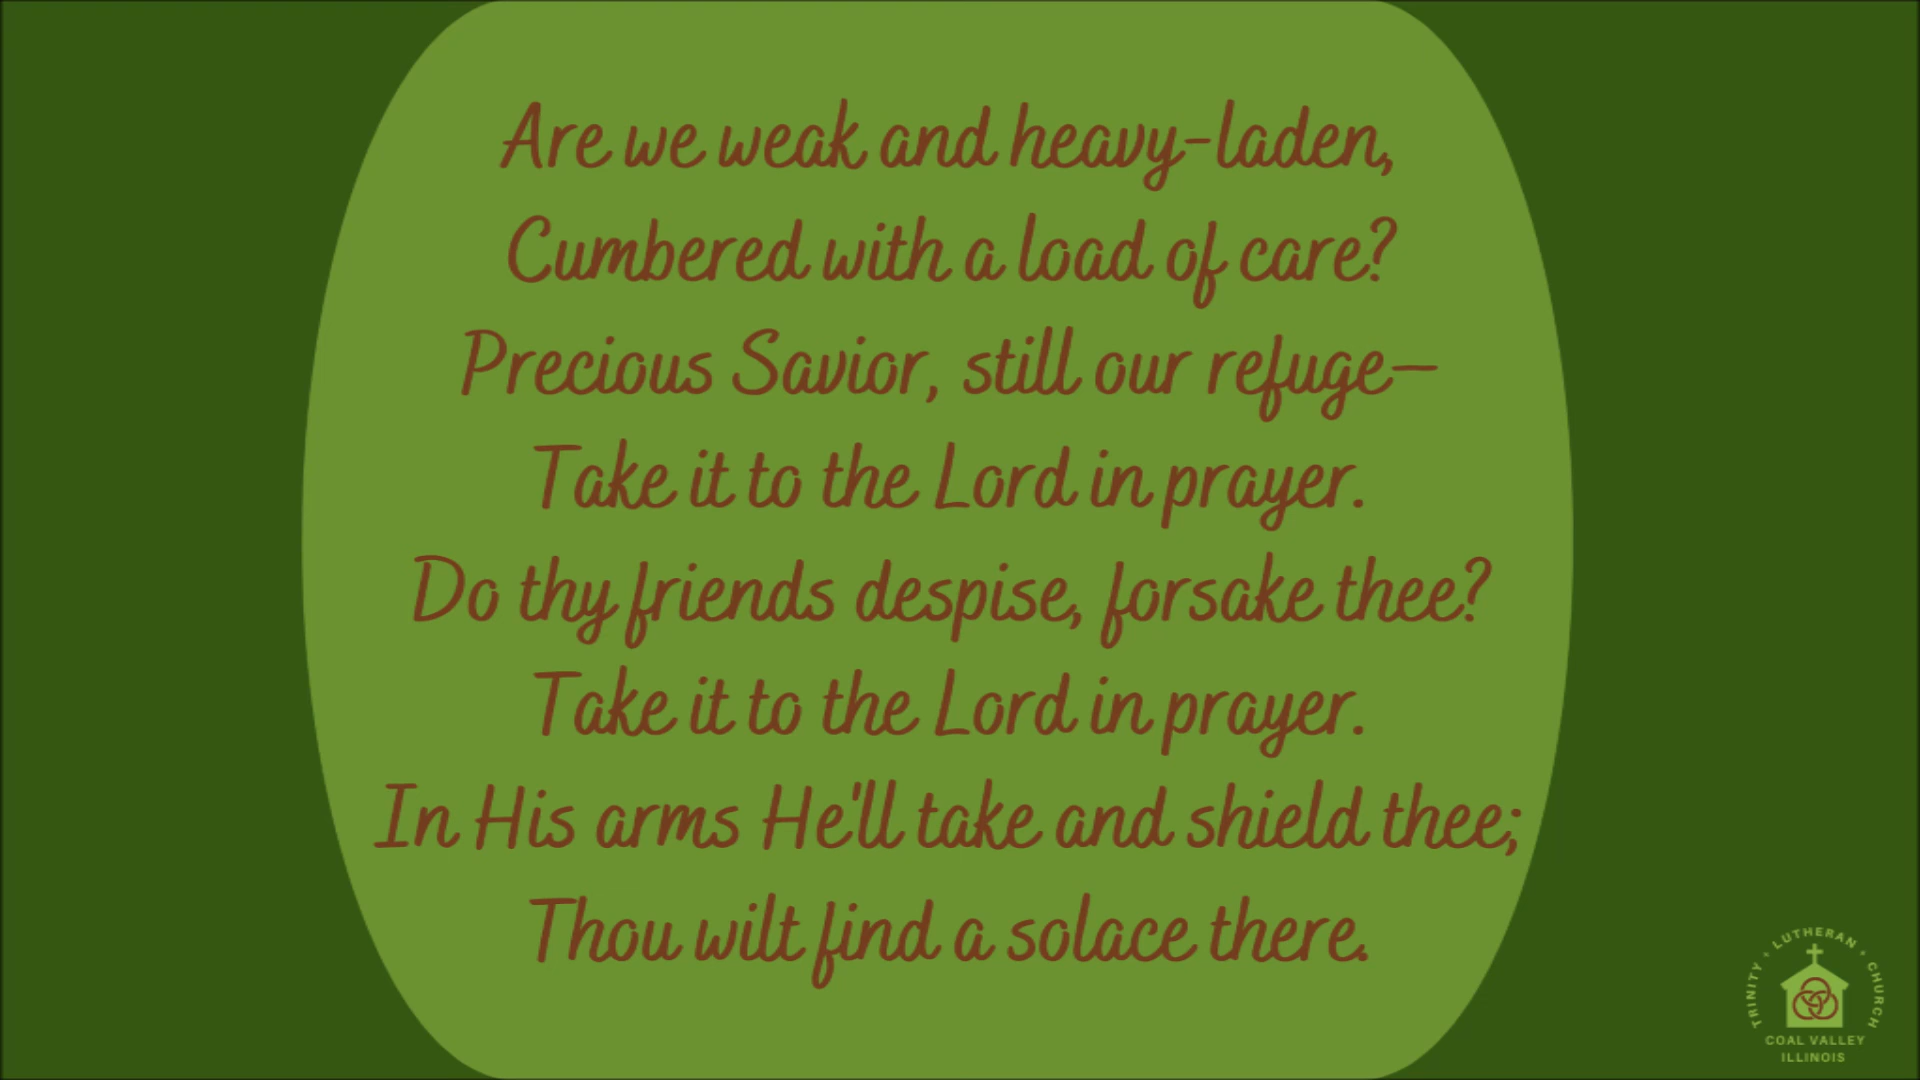 Are we weak and heavy-laden,
Cumbered with a load of care?
Precious Savior, still our refuge—
Take it to the Lord in prayer.
Do thy friends despise, forsake thee?
Take it to the Lord in prayer.
In His arms He'll take and shield thee;
Thou wilt find a solace there.
TRINITY • LUTHERAN • CHURCH
COAL VALLEY
ILLINOIS